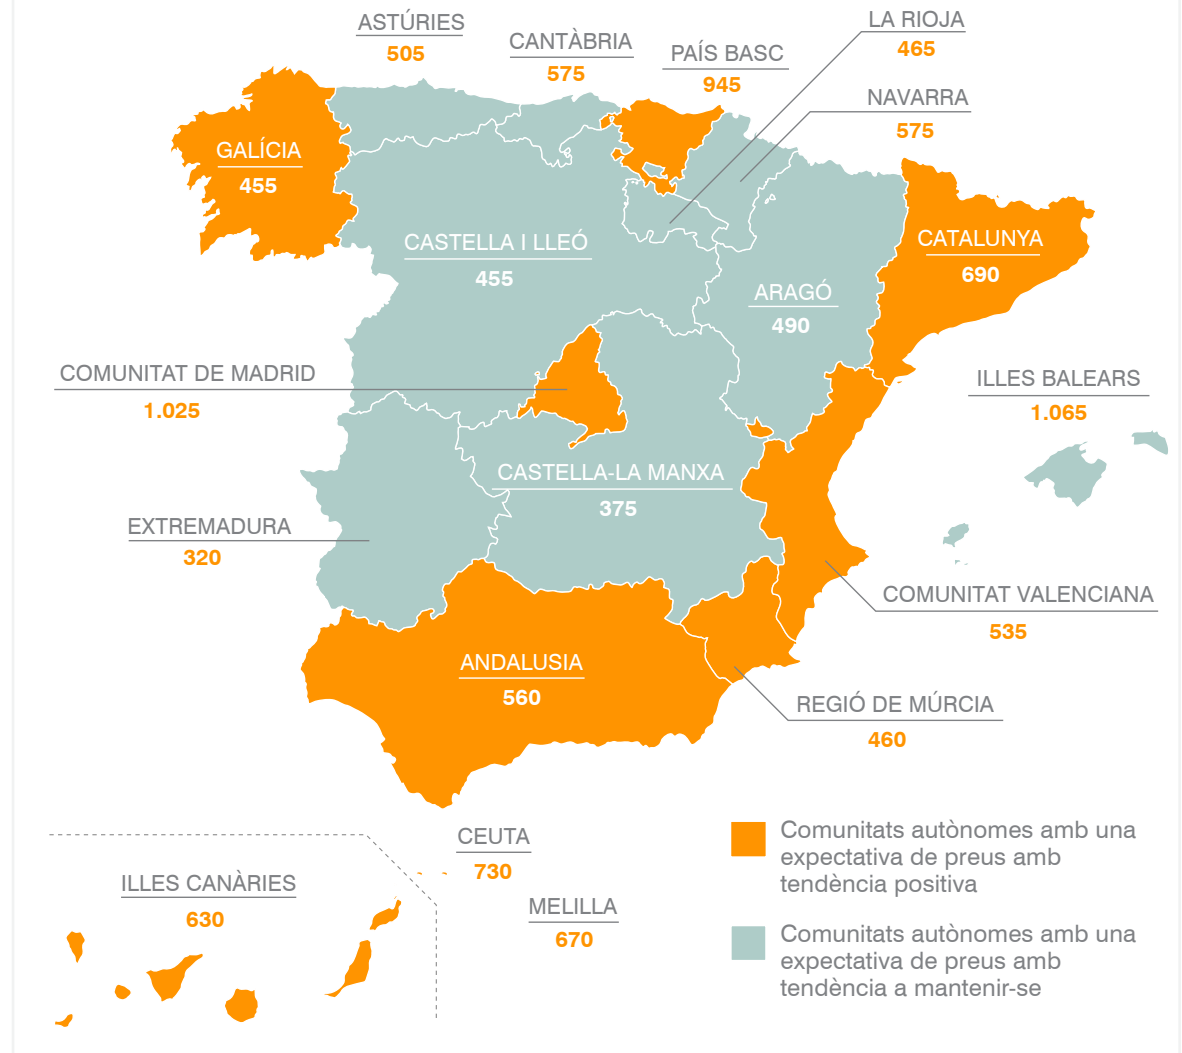 ASTÚRIES
505
CANTÀBRIA
575
PAÍS BASC
945
LA RIOJA
465
NAVARRA
575
GALÍCIA
455
CASTELLA I LLEÓ
455
ARAGÓ
490
CATALUNYA
690
COMUNITAT DE MADRID
1.025
ILLES BALEARS
1.065
CASTELLA-LA MANXA
375
EXTREMADURA
320
COMUNITAT VALENCIANA
535
ANDALUSIA
560
REGIÓ DE MÚRCIA
460
CEUTA
730
MELILLA
670
ILLES CANÀRIES
630
Comunitats autònomes amb una
expectativa de preus amb
tendència positiva
Comunitats autònomes amb una
expectativa de preus amb
tendència a mantenir-se